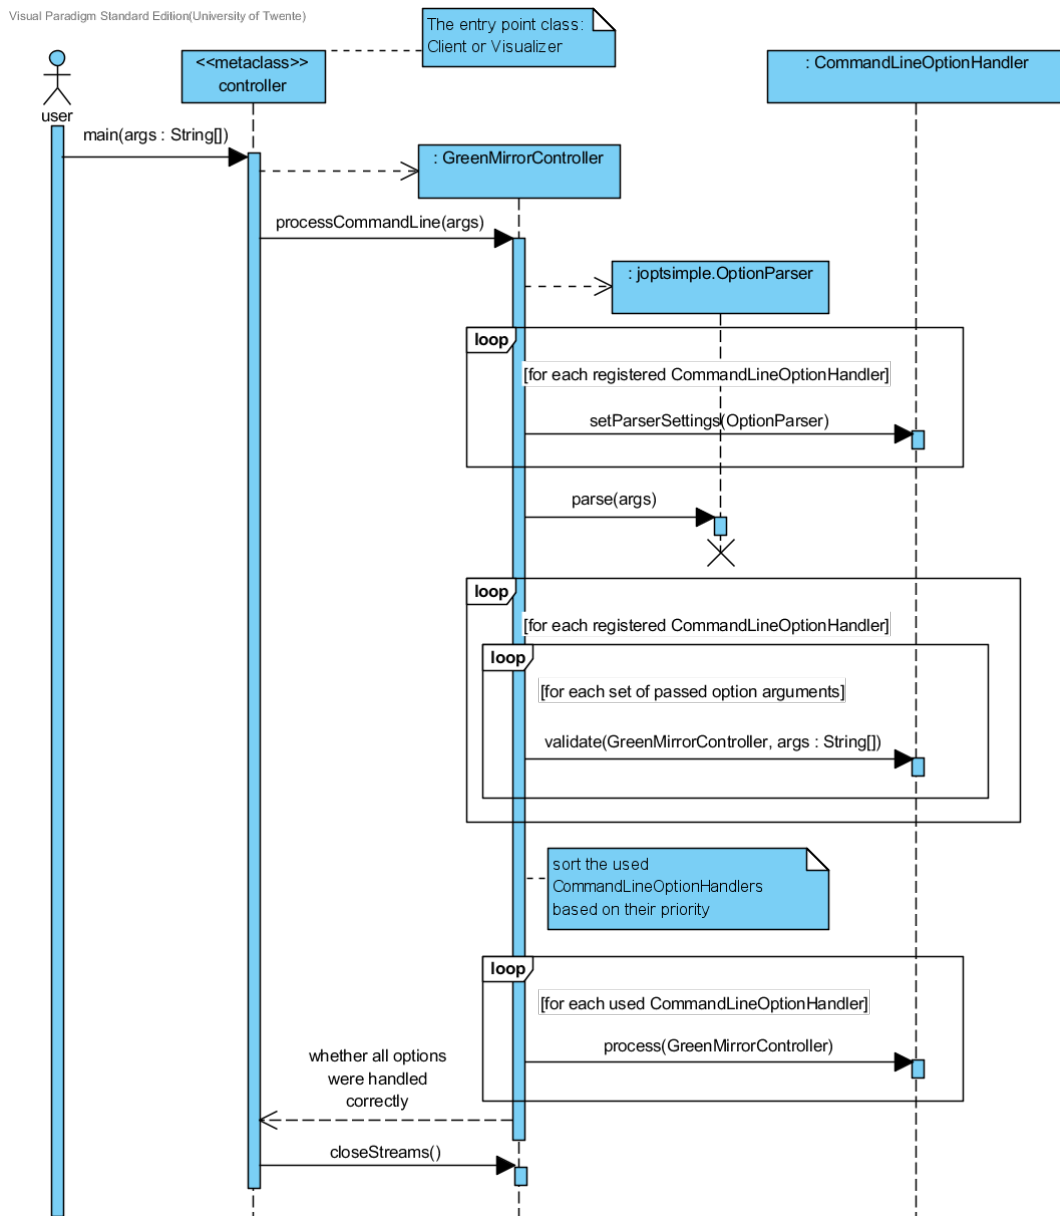 Visual Paradigm Standard Edition(University of Twente)
The entry point class:
Client or Visualizer
<<metaclass>>
controller
: CommandLineOptionHandler
user
main(args : String[])
: GreenMirrorController
processCommandLine(args)
: joptsimple.OptionParser
loop
[for each registered CommandLineOptionHandler]
setParserSettings(OptionParser)
parse(args)
loop
[for each registered CommandLineOptionHandler]
loop
[for each set of passed option arguments]
validate(GreenMirrorController, args : String[])
sort the used
CommandLineOptionHandlers
based on their priority
loop
[for each used CommandLineOptionHandler]
process(GreenMirrorController)
whether all options
were handled
correctly
closeStreams()